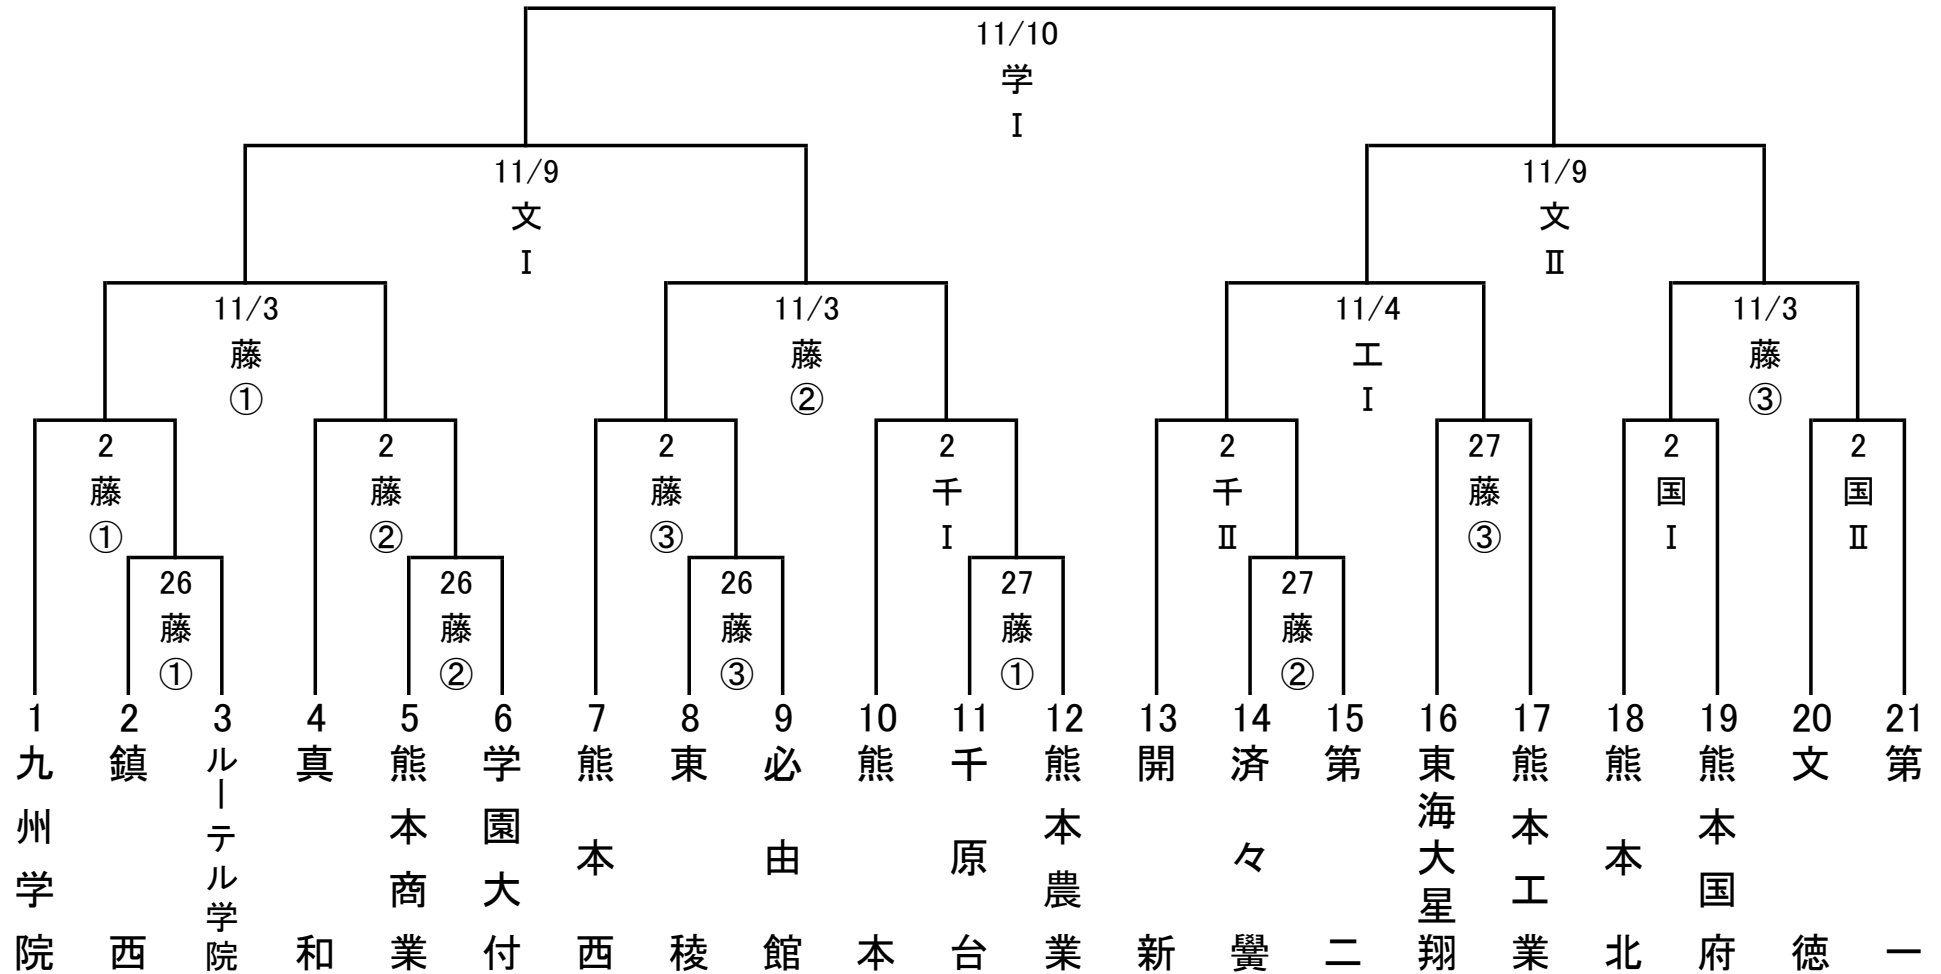 11/10
学
Ⅰ
11/9
文
Ⅰ
11/9
文
Ⅱ
11/3
藤
①
11/3
藤
②
11/4
工
Ⅰ
11/3
藤
③
2
藤
①
2
藤
②
2
藤
③
2
千
Ⅰ
2
千
Ⅱ
27
藤
③
2
国
Ⅰ
2
国
Ⅱ
26
藤
①
26
藤
②
26
藤
③
27
藤
①
27
藤
②
1 九州学院
2 鎮西
3 ルーテル学院
4 真和
5 熊本商業
6 学園大付
7 熊本西
8 東稜
9 必由館
10 熊本
11 千原台
12 熊本農業
13 開新
14 済々黌
15 第二
16 東海大星翔
17 熊本工業
18 熊本北
19 熊本国府
20 文徳
21 第一